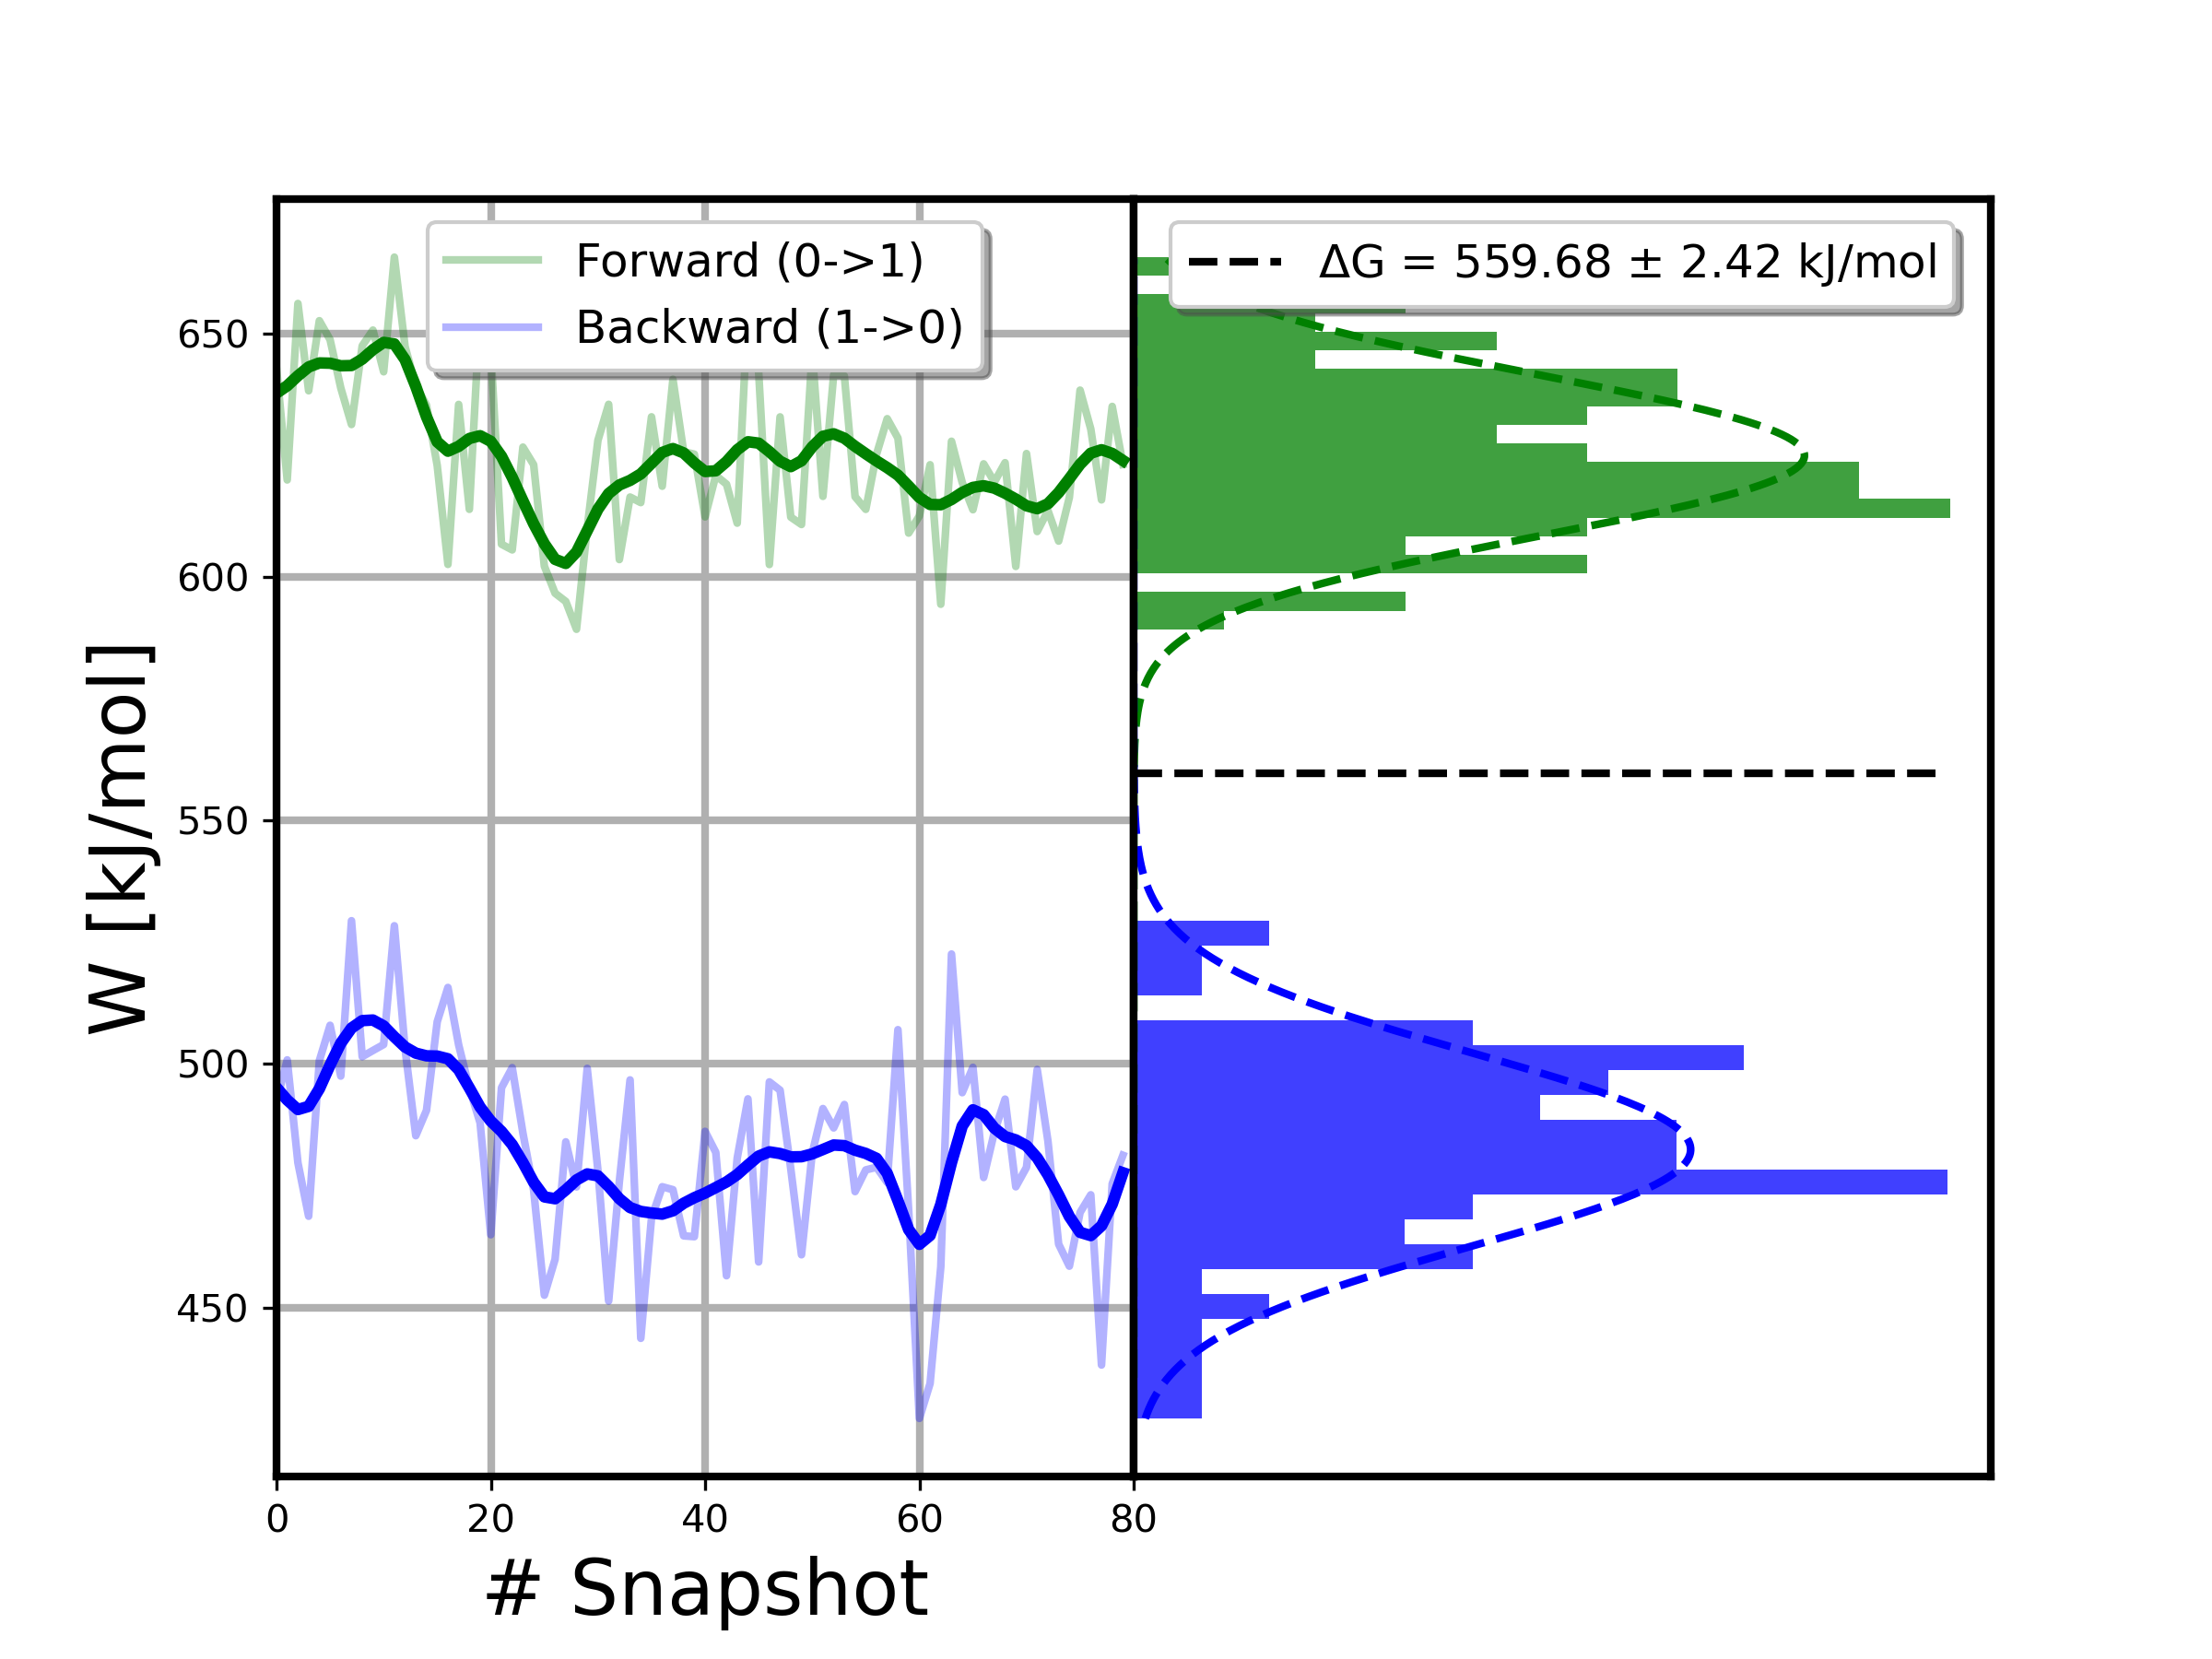 Forward (0->1)
Backward (1->0)
ΔG = 559.68 ± 2.42 kJ/mol
W [kJ/mol]
650
600
550
500
450
0 20 40 60 80
# Snapshot